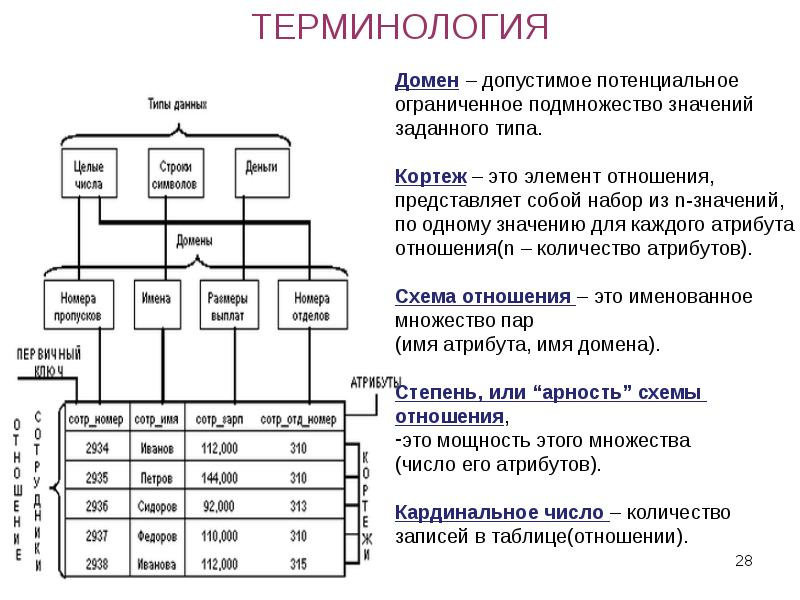 ТЕРМИНОЛОГИЯ
Типы данных
Целые
числа
Строки
символов
Деньги
Домены
Номера
пропусков
Имена
Размеры
выплат
Номера
отделов
ПЕРВИЧНЫЙ
КЛЮЧ
АТРИБУТЫ
ОТНОШЕНИЕ
СОТРУДНИКИ
сотр_номер сотр_имя сотр_зарп сотр_отд_номер
2934 Иванов 112,000 310
2935 Петров 144,000 310
2936 Сидоров 92,000 313
2937 Федоров 110,000 310
2938 Иванова 112,000 315
КОРТЕЖИ
Домен – допустимое потенциальное
ограниченное подмножество значений
заданного типа.
Кортеж – это элемент отношения,
представляет собой набор из n-значений,
по одному значению для каждого атрибута
отношения(n – количество атрибутов).
Схема отношения – это именованное
множество пар
(имя атрибута, имя домена).
Степень, или “арность” схемы
отношения,
-это мощность этого множества
(число его атрибутов).
Кардинальное число – количество
записей в таблице(отношении).
28